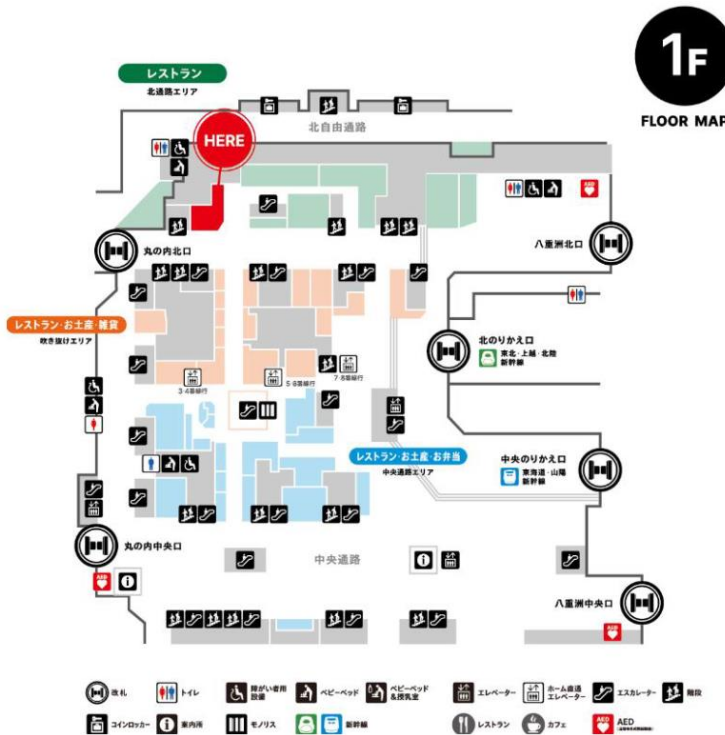 1F
FLOOR MAP
レストラン
北通路エリア
北自由通路
HERE
AED
丸の内北口
八重洲北口
レストラン・お土産・雑貨
吹き抜けエリア
北のりかえ口
東北・上越・北陸
新幹線
3・4番線行
5・6番線行
7・8番線行
レストラン・お土産・お弁当
中央通路エリア
中央のりかえ口
東海道・山陽
新幹線
丸の内中央口
中央通路
AED
八重洲中央口
AED
改札
トイレ
障がい者用
設備
ベビーベッド
ベビーベッド
&授乳室
エレベーター
ホーム直通
エレベーター
エスカレーター
階段
コインロッカー
案内所
モノリス
新幹線
レストラン
カフェ
AED
AED